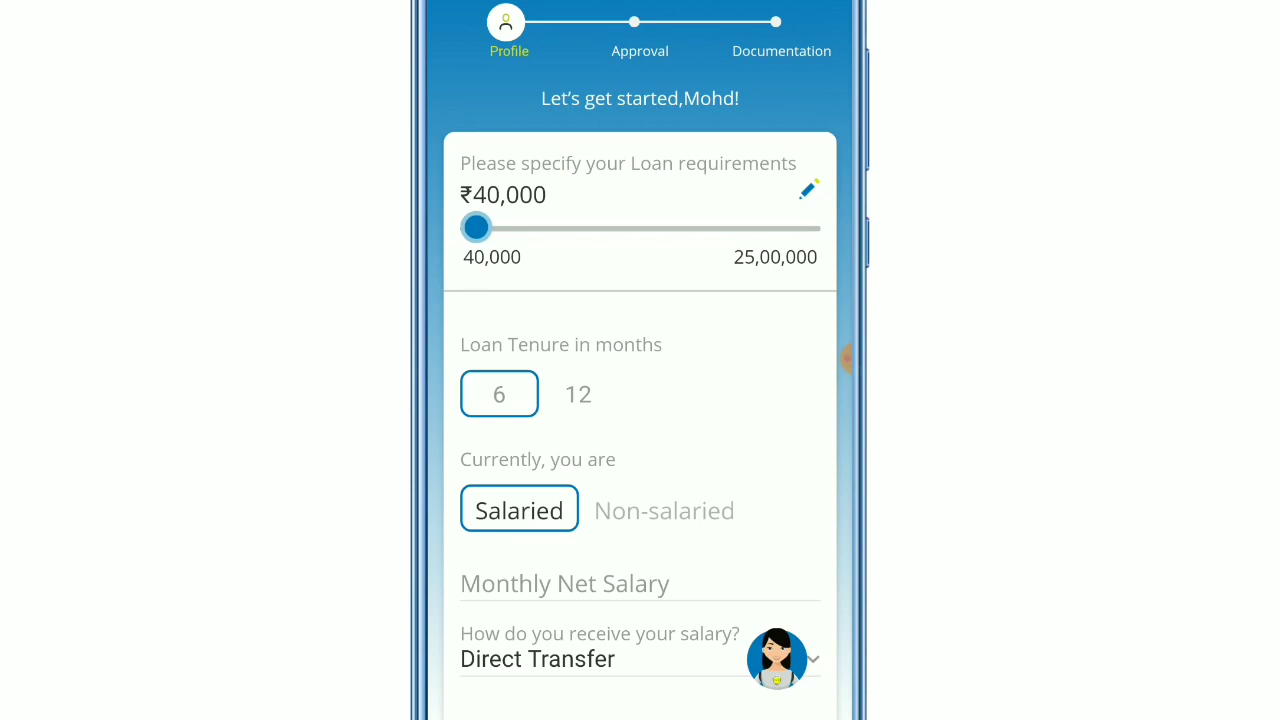 Profile Approval Documentation
Let's get started,Mohd!
Please specify your Loan requirements
₹40,000
40,000 25,00,000
Loan Tenure in months
6 12
Currently, you are
Salaried Non-salaried
Monthly Net Salary
How do you receive your salary?
Direct Transfer